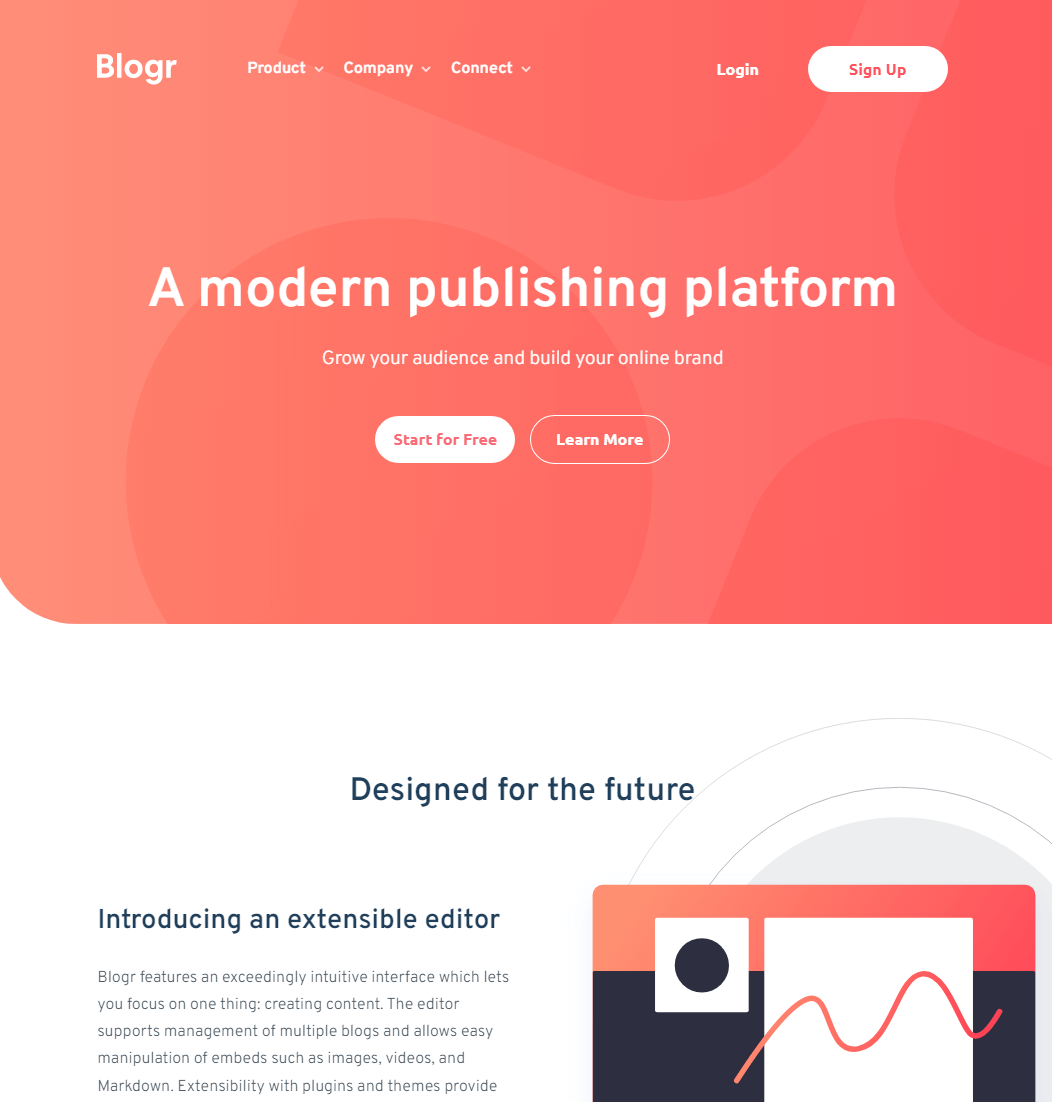 Blogr Product Company Connect Login Sign Up
A modern publishing platform
Grow your audience and build your online brand
Start for Free Learn More
Designed for the future
Introducing an extensible editor
Blogr features an exceedingly intuitive interface which lets
you focus on one thing: creating content. The editor
supports management of multiple blogs and allows easy
manipulation of embeds such as images, videos, and
Markdown. Extensibility with plugins and themes provide